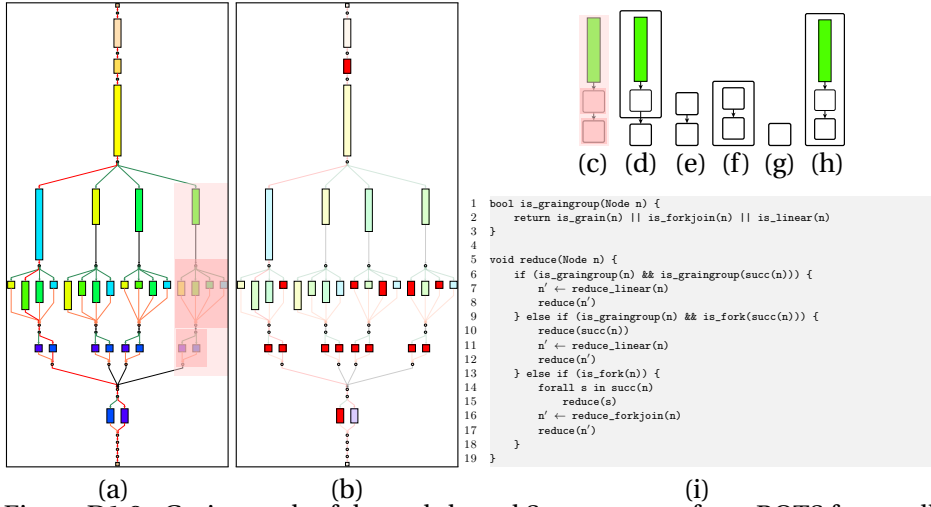 (c) (d) (e) (f) (g) (h)
1 bool is_graingroup(Node n) {
2 return is_grain(n) || is_forkjoin(n) || is_linear(n)
3 }
4
5 void reduce(Node n) {
6 if (is_graingroup(n) && is_graingroup(succ(n))) {
7 n′ ← reduce_linear(n)
8 reduce(n′)
9 } else if (is_graingroup(n) && is_fork(succ(n))) {
10 reduce(succ(n))
11 n′ ← reduce_linear(n)
12 reduce(n′)
13 } else if (is_fork(n)) {
14 forall s in succ(n)
15 reduce(s)
16 n′ ← reduce_forkjoin(n)
17 reduce(n′)
18 }
19 }
(a) (b) (i)